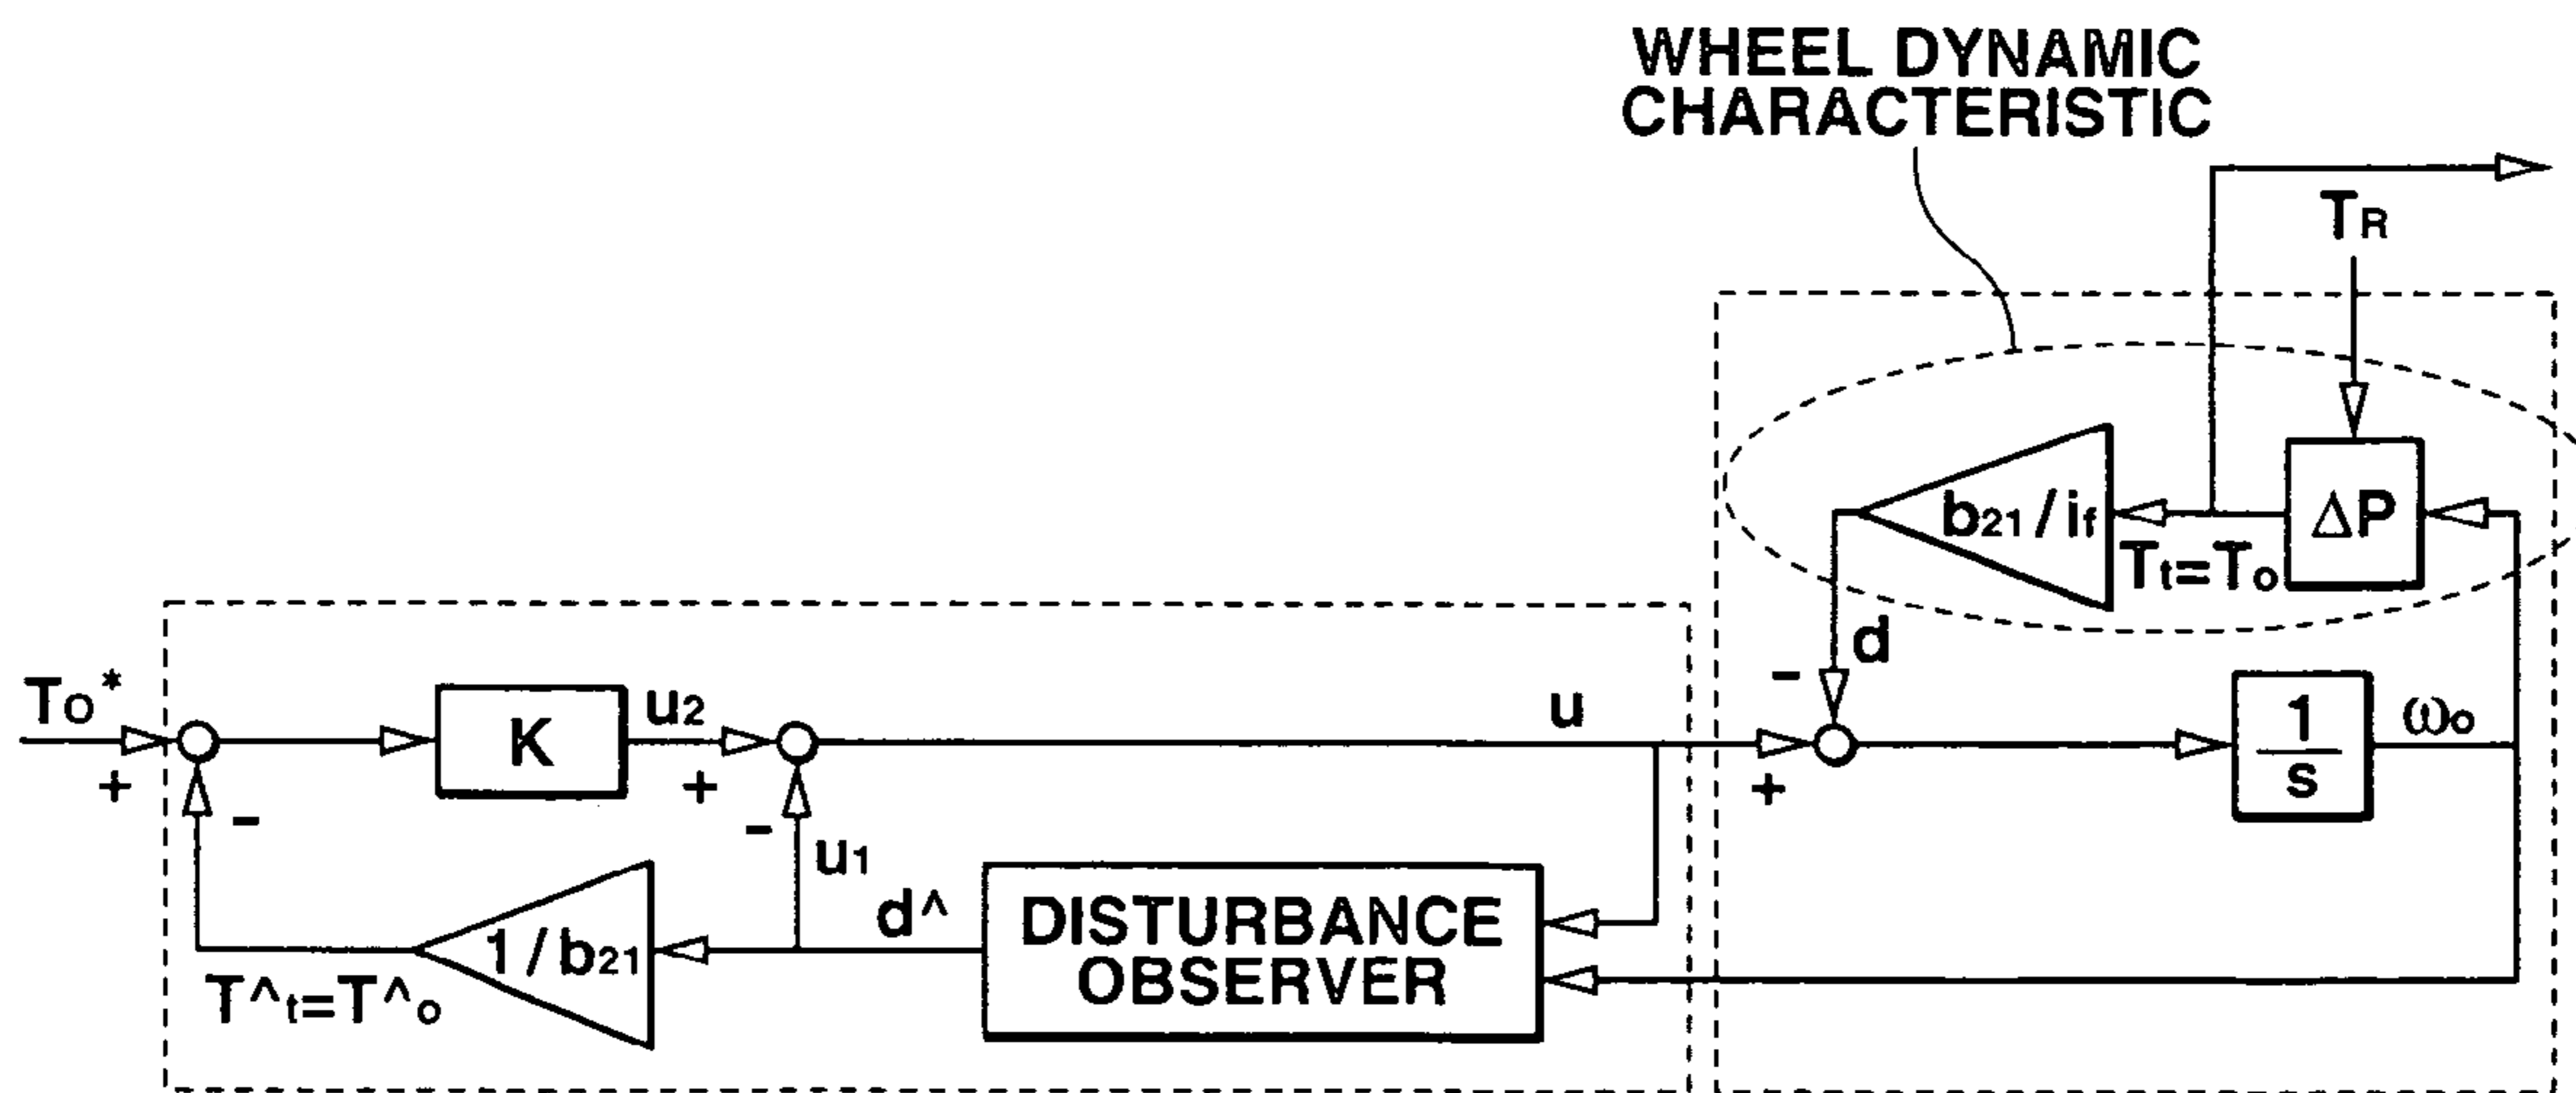 WHEEL DYNAMIC
CHARACTERISTIC
TR
b21/if
Tt=To
ΔP
d
-
To*
+
-
K
u2
+
-
u1
u
+
1
s
ωo
1/b21
T^t=T^o
d^
DISTURBANCE
OBSERVER